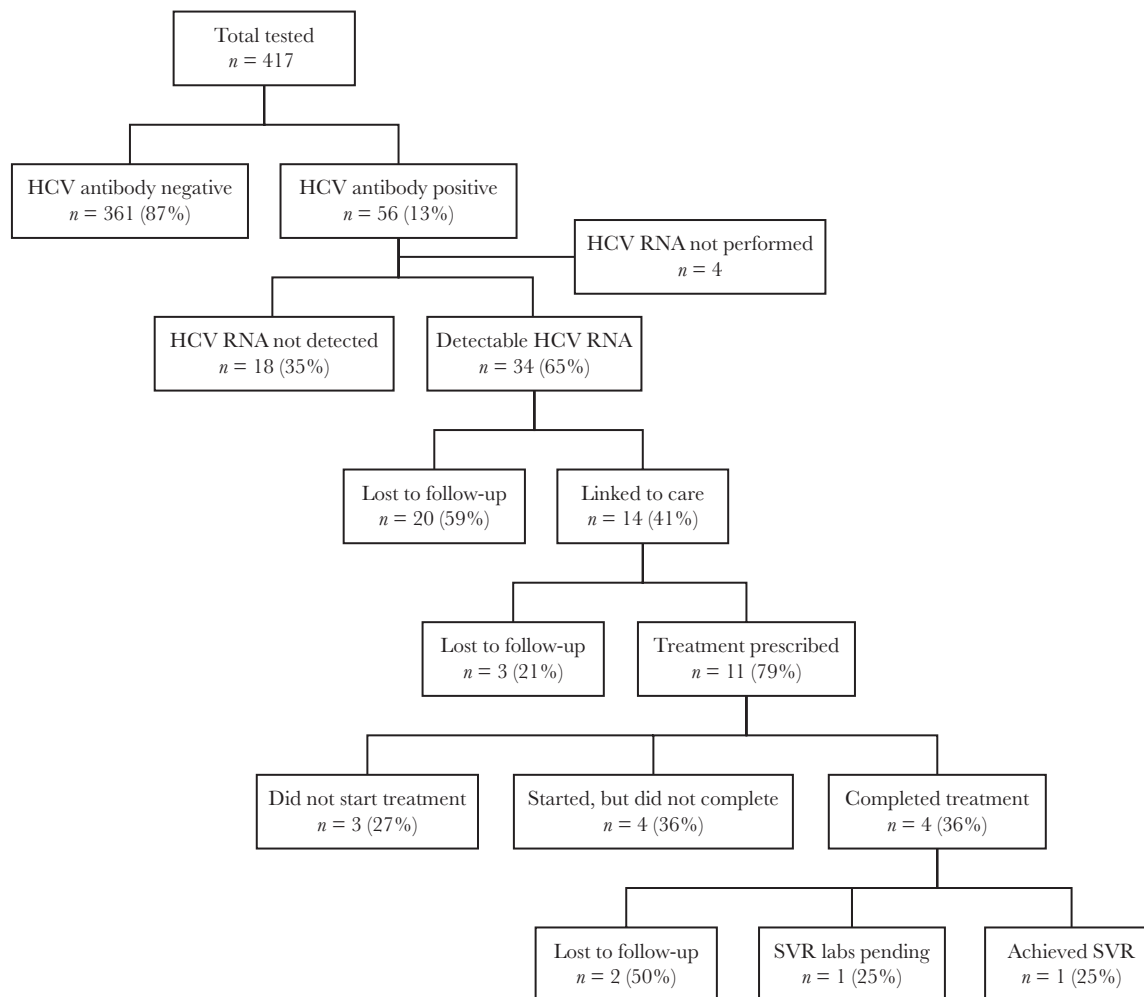 Total tested
n = 417
HCV antibody negative
n = 361 (87%)
HCV antibody positive
n = 56 (13%)
HCV RNA not performed
n = 4
HCV RNA not detected
n = 18 (35%)
Detectable HCV RNA
n = 34 (65%)
Lost to follow-up
n = 20 (59%)
Linked to care
n = 14 (41%)
Lost to follow-up
n = 3 (21%)
Treatment prescribed
n = 11 (79%)
Did not start treatment
n = 3 (27%)
Started, but did not complete
n = 4 (36%)
Completed treatment
n = 4 (36%)
Lost to follow-up
n = 2 (50%)
SVR labs pending
n = 1 (25%)
Achieved SVR
n = 1 (25%)